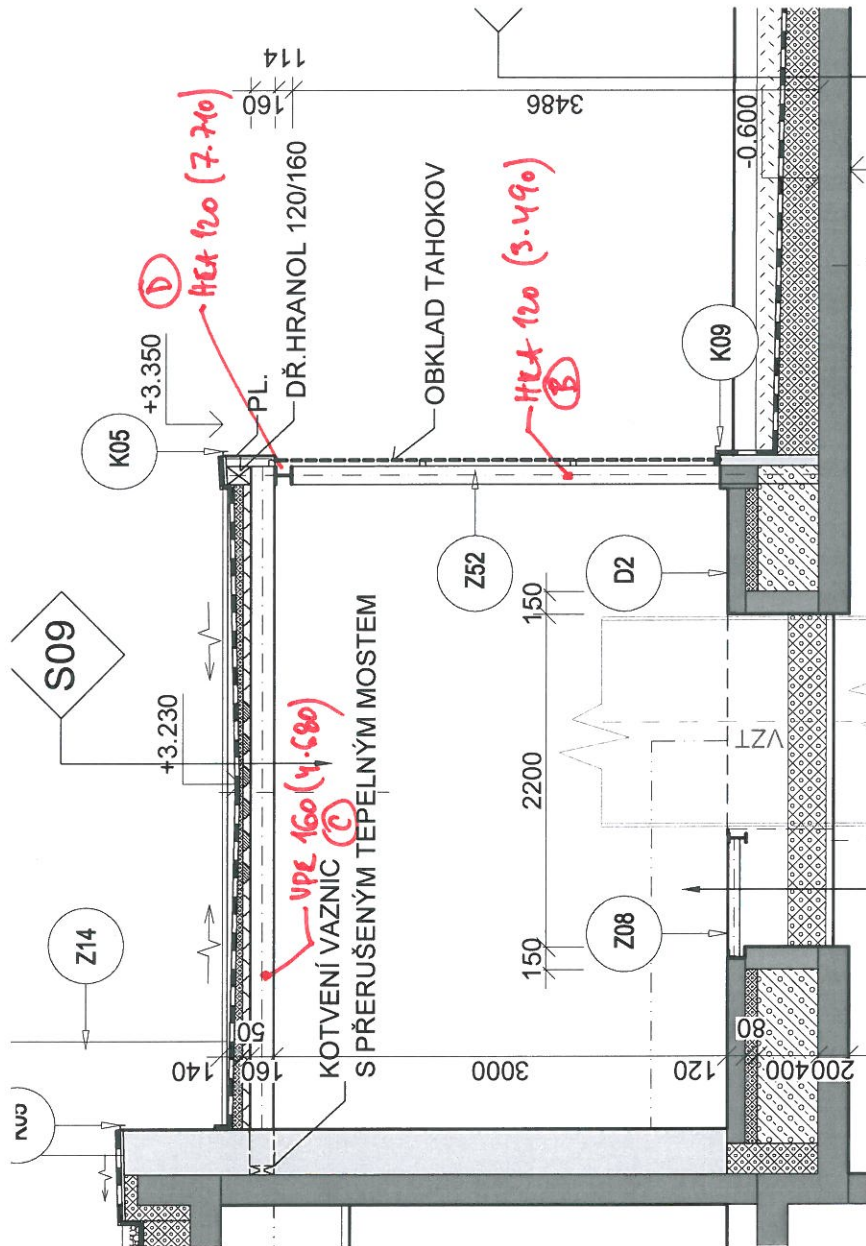 114
160
3486
-0.600
D
HEA 120 (7.710)
DŘ.HRANOL 120/160
PL.
+3.350
K05
OBKLAD TAHOKOV
HEA 120 (3.490)
B
K09
S09
+3.230
Z52
D2
150
2200
150
VZT
UPE 160 (4.680)
C
KOTVENÍ VAZNIC
S PŘERUŠENÝM TEPELNÝM MOSTEM
Z14
Z08
140
50
160
3000
120
80
400
200
K05